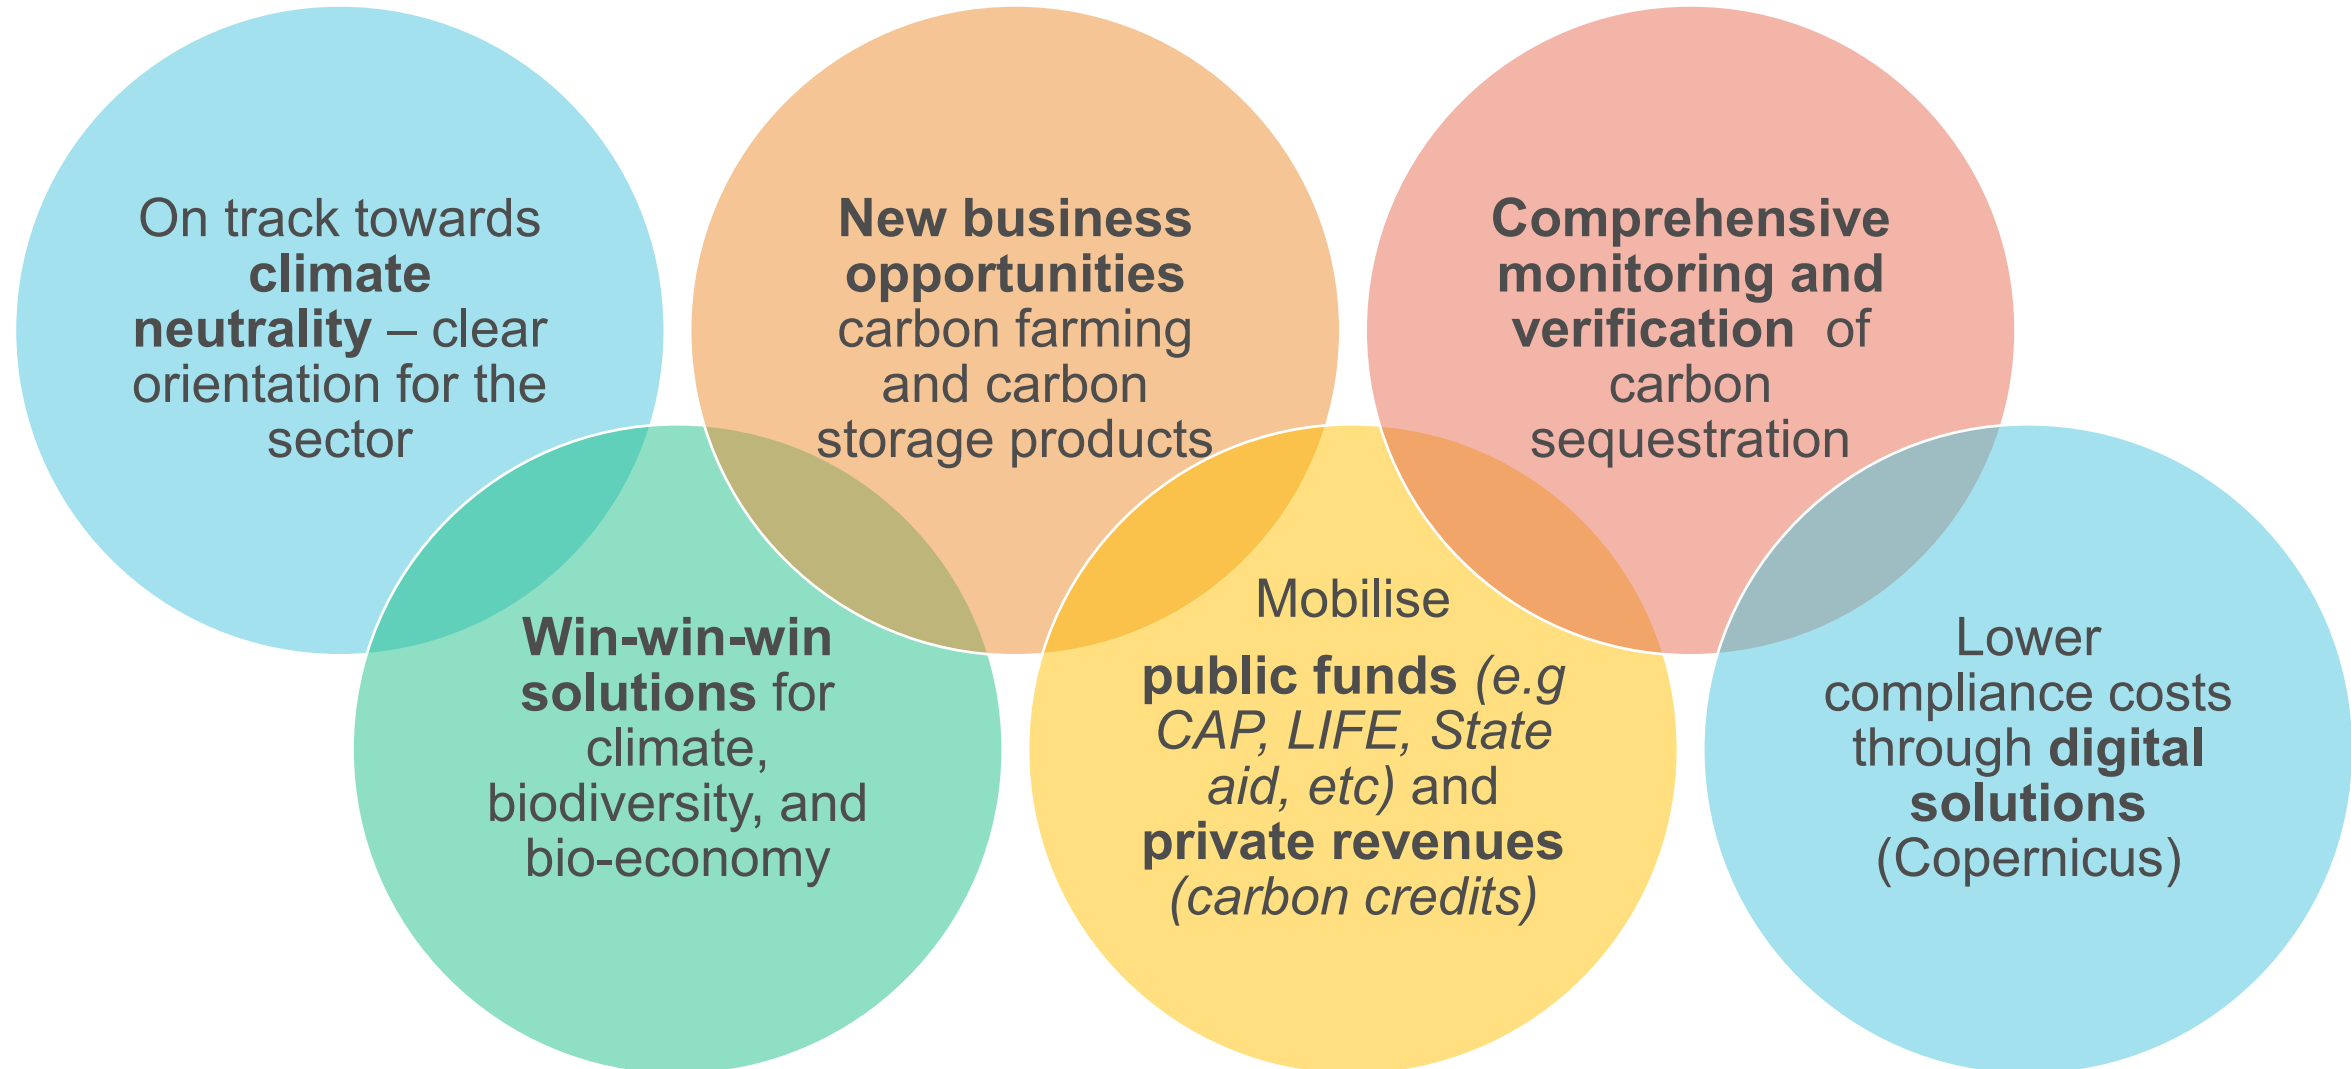 On track towards
climate
neutrality – clear
orientation for the
sector
Win-win-win
solutions for
climate,
biodiversity, and
bio-economy
New business
opportunities
carbon farming
and carbon
storage products
Mobilise
public funds (e.g
CAP, LIFE, State
aid, etc) and
private revenues
(carbon credits)
Comprehensive
monitoring and
verification  of
carbon
sequestration
Lower
compliance costs
through digital
solutions
(Copernicus)